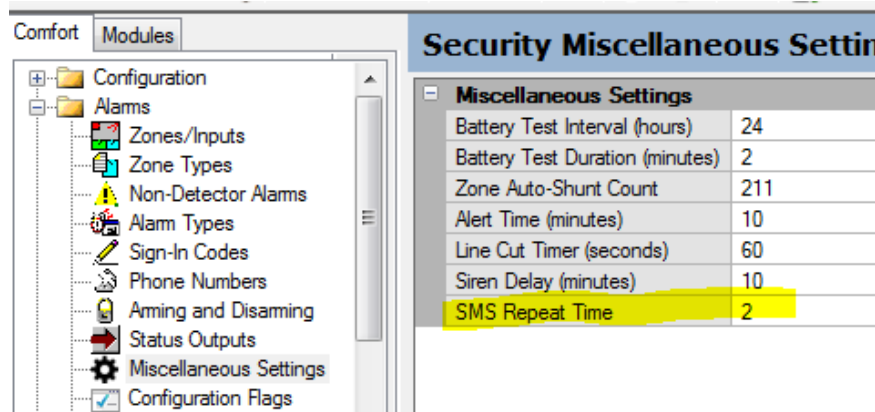 Comfort Modules
Configuration
Alarms
Zones/Inputs
Zone Types
Non-Detector Alarms
Alarm Types
Sign-In Codes
Phone Numbers
Arming and Disarming
Status Outputs
Miscellaneous Settings
Configuration Flags
Security Miscellaneous Settin
Miscellaneous Settings
Battery Test Interval (hours) 24
Battery Test Duration (minutes) 2
Zone Auto-Shunt Count 211
Alert Time (minutes) 10
Line Cut Timer (seconds) 60
Siren Delay (minutes) 10
SMS Repeat Time 2